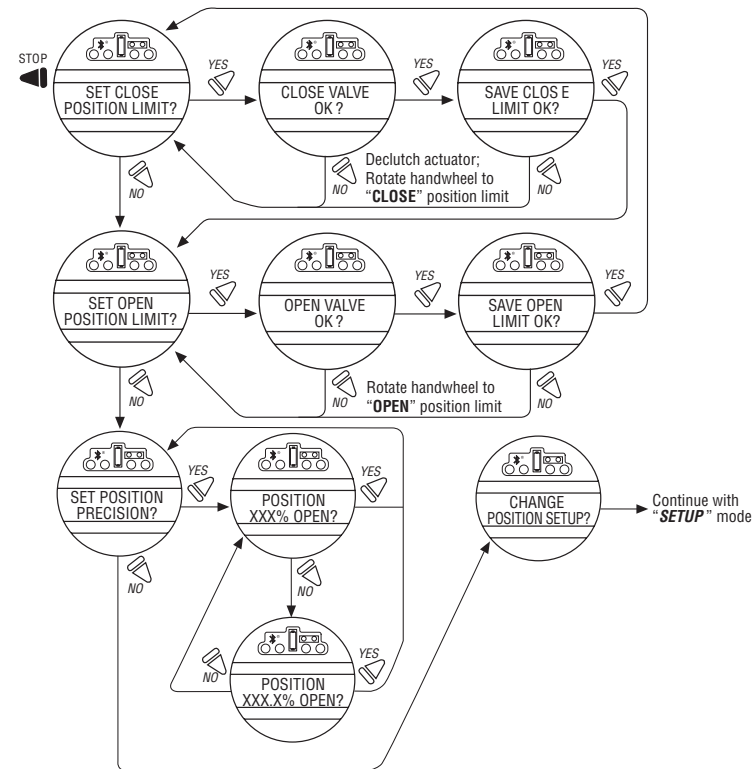 STOP
SET CLOSE
POSITION LIMIT?
YES
CLOSE VALVE
OK ?
YES
SAVE CLOS E
LIMIT OK?
YES
NO
NO
Declutch actuator;
Rotate handwheel to
“CLOSE” position limit
NO
SET OPEN
POSITION LIMIT?
YES
OPEN VALVE
OK ?
YES
SAVE OPEN
LIMIT OK?
YES
NO
NO
Rotate handwheel to
“OPEN” position limit
NO
SET POSITION
PRECISION?
YES
POSITION
XXX% OPEN?
YES
CHANGE
POSITION SETUP?
Continue with
“SETUP ” mode
NO
NO
NO
POSITION
XXX.X% OPEN?
YES